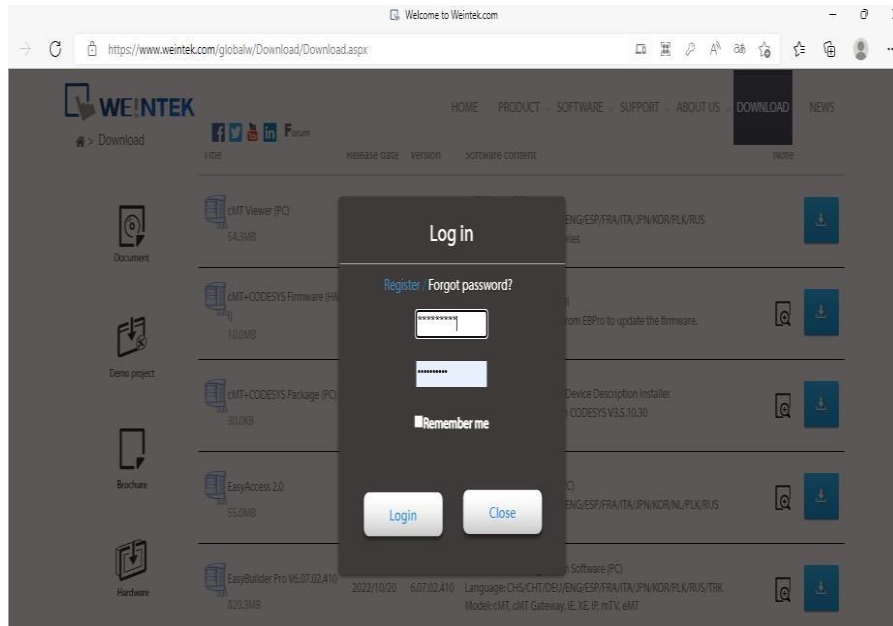 Welcome to Weintek.com
https://www.weintek.com/globalw/Download/Download.aspx
WEINTEK
HOME PRODUCT SOFTWARE SUPPORT ABOUT US DOWNLOAD NEWS
> Download
Forum
Title Release date Version Software content Note
cMT Viewer (PC)
54.3MB
ENG/ESP/FRA/ITA/JPN/KOR/PLK/RUS
Document
Log in
Register / Forgot password?
cMT+CODESYS Firmware
10.0MB
rom EBPro to update the firmware.
*********
Demo project
cMT+CODESYS Package (PC)
30.0KB
Device Description Installer
CODESYS V3.5.10.30
••••••••••
Remember me
Brochure
EasyAccess 2.0
55.0MB
ENG/ESP/FRA/ITA/JPN/KOR/NL/PLK/RUS
Login Close
Hardware
EasyBuilder Pro V6.07.02.410
820.3MB
2022/10/20 6.07.02.410
n Software (PC)
Language: CHS/CHT/DEU/ENG/ESP/FRA/ITA/JPN/KOR/PLK/RUS/TRK
Model: cMT, cMT Gateway, iE, XE, iP, mTV, eMT